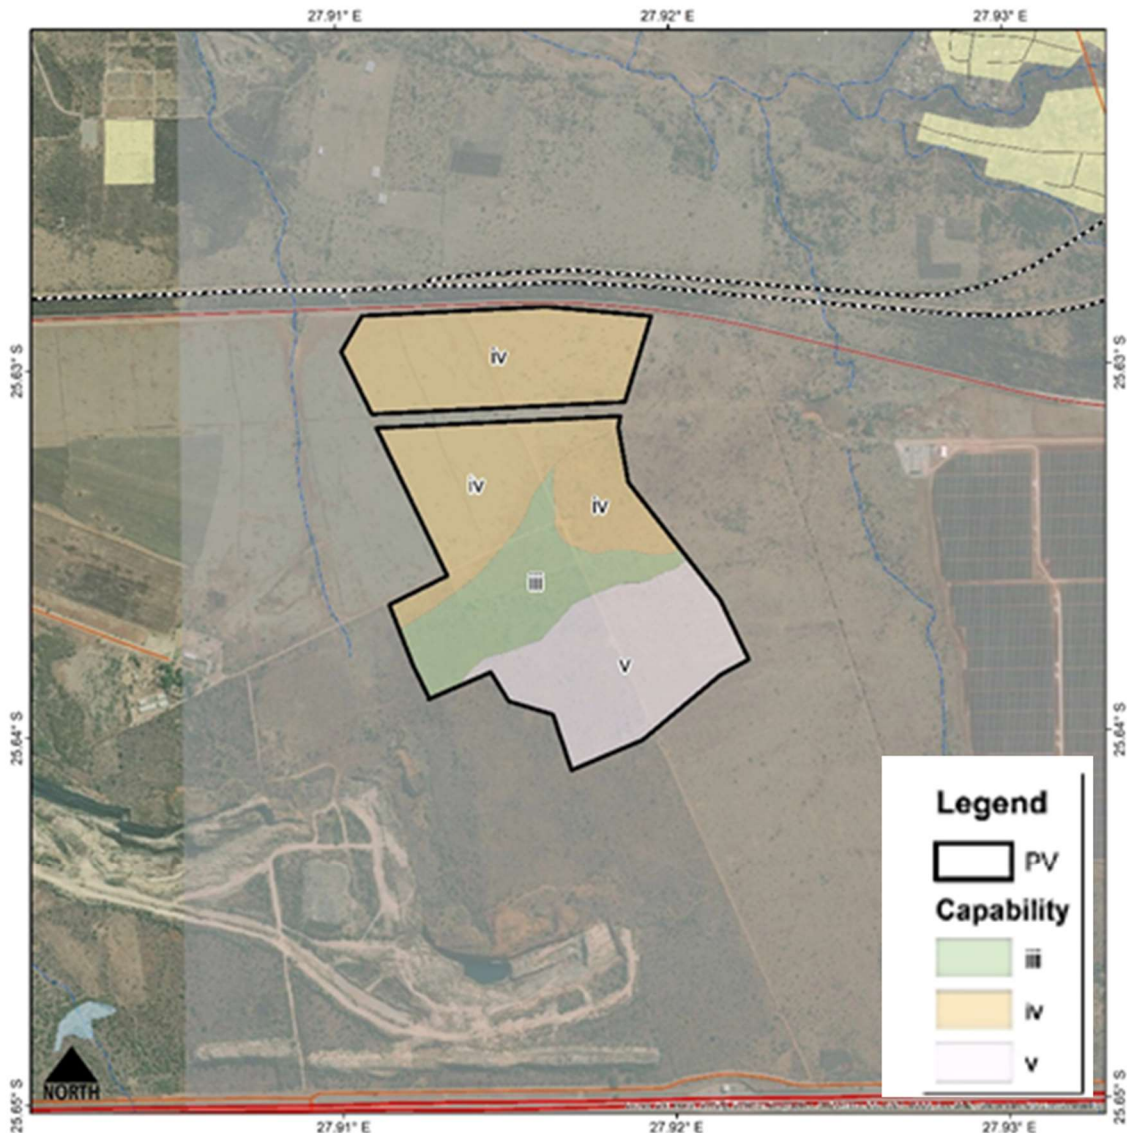 27.91° E
27.92° E
27.93° E
25.63° S
25.63° S
iv
iv
iv
iii
v
25.64° S
25.64° S
Legend
PV
Capability
iii
iv
v
NORTH
25.65° S
25.65° S
27.91° E
27.92° E
27.93° E